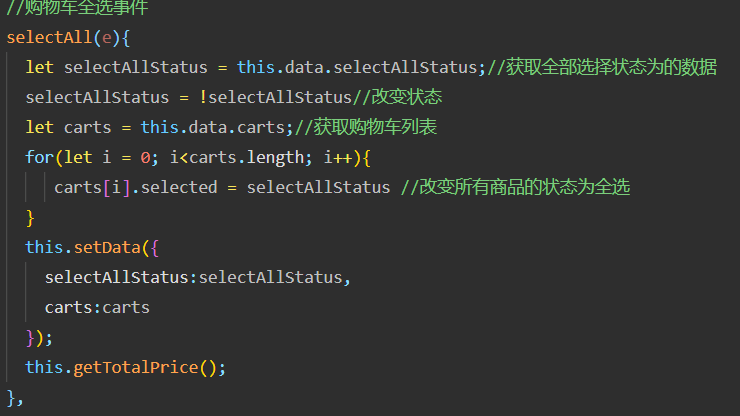 //购物车全选事件
selectAll(e){
let selectAllStatus = this.data.selectAllStatus;//获取全部选择状态为的数据
selectAllStatus = !selectAllStatus//改变状态
let carts = this.data.carts;//获取购物车列表
for(let i = 0; i<carts.length; i++){
carts[i].selected = selectAllStatus //改变所有商品的状态为全选
}
this.setData({
selectAllStatus:selectAllStatus,
carts:carts
});
this.getTotalPrice();
},